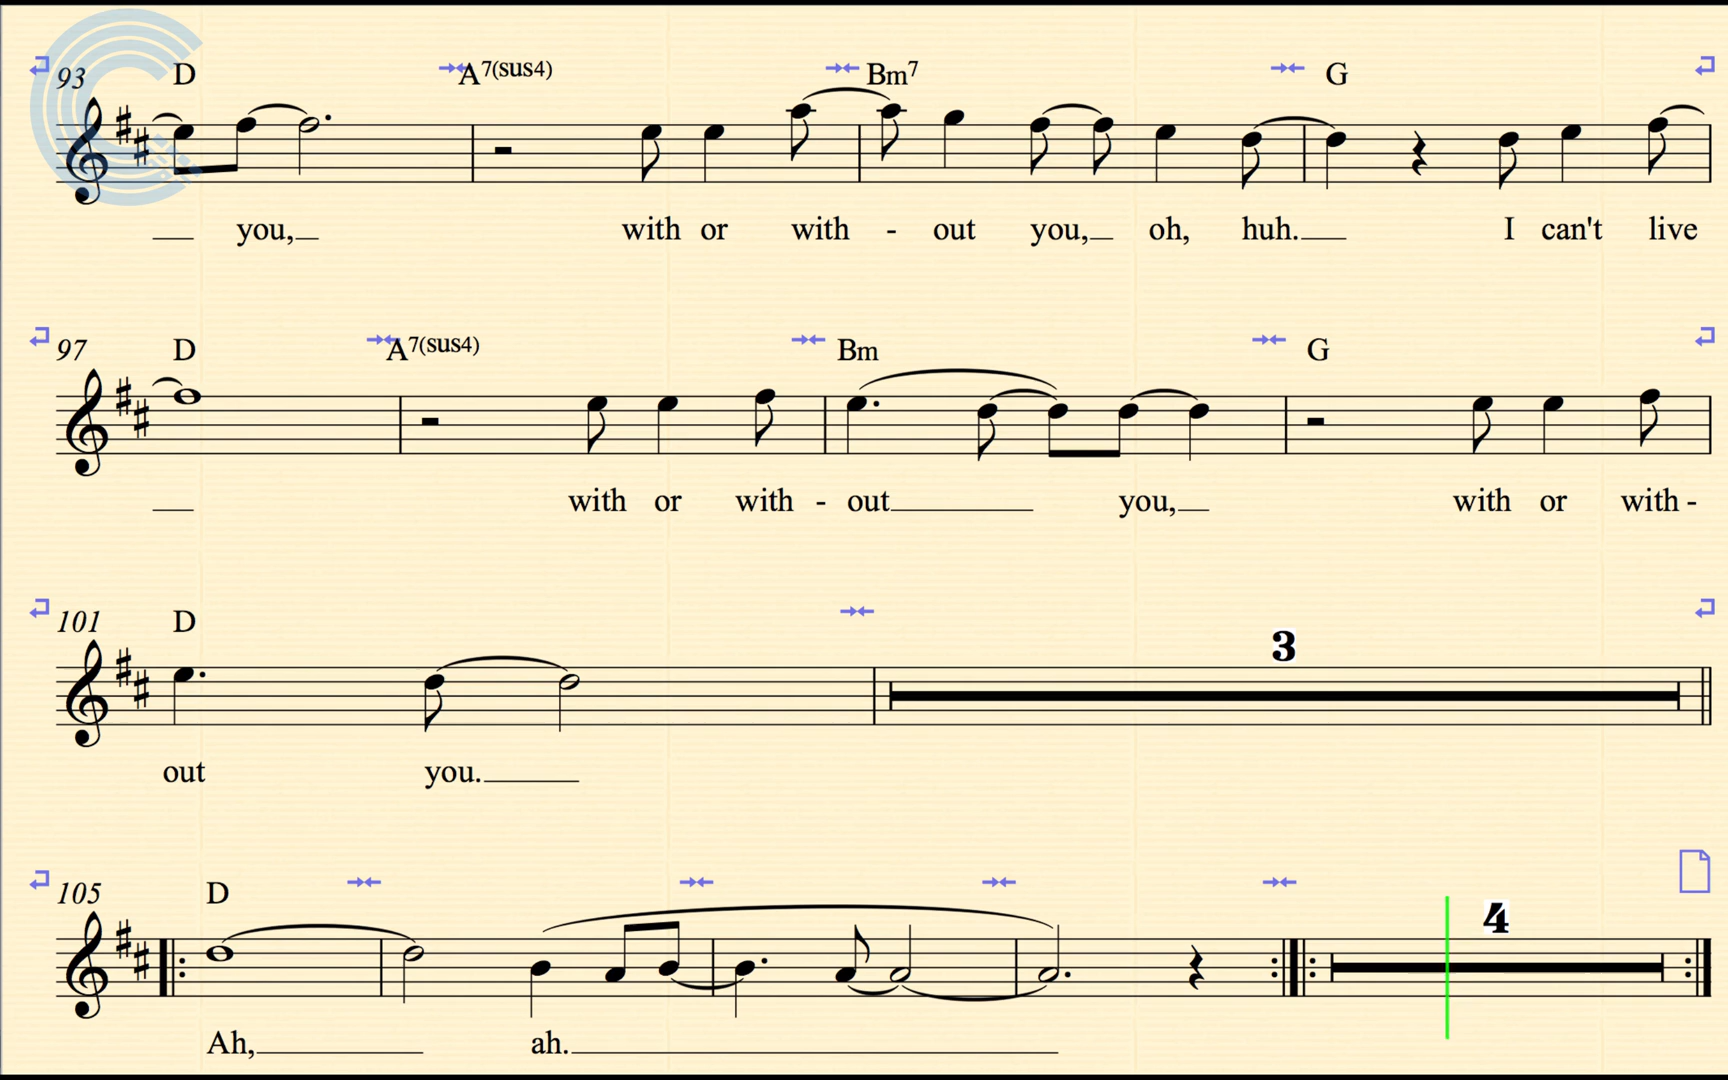 93 D A7(sus4) Bm7 G
you, with or with - out you, oh, huh. I can't live
97 D A7(sus4) Bm G
with or with - out you, with or with -
101 D 3
out you.
105 D 4
Ah, ah.